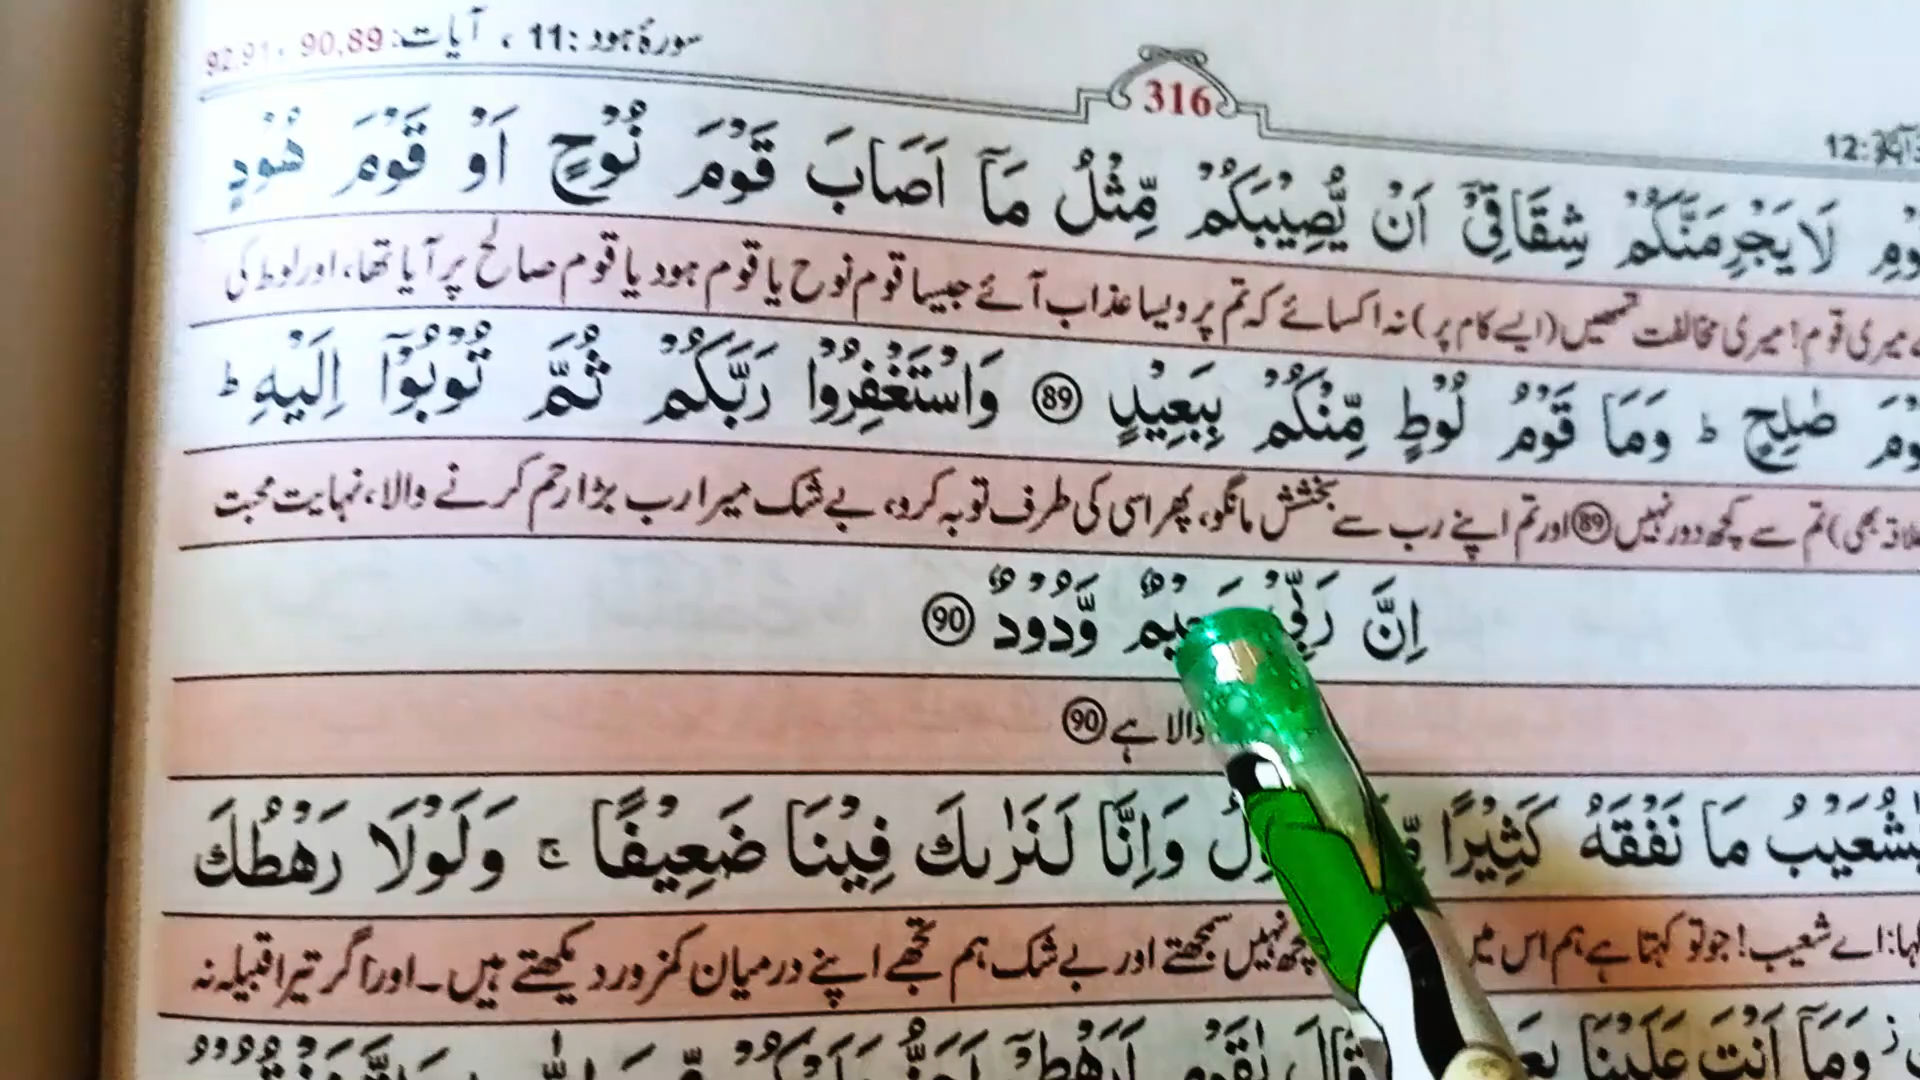 سورۃ ہود: 11 ، آیات: 90,89 ، 92,91
316
12:
لَا يَجْرِمَنَّكُمْ شِقَاقِيْٓ اَنْ يُّصِيْبَكُمْ مِّثْلُ مَآ اَصَابَ قَوْمَ نُوْحٍ اَوْ قَوْمَ هُوْدٍ
میری قوم! میری مخالفت تمھیں (ایسے کام پر) نہ اکسائے کہ تم پر ویسا عذاب آئے جیسا قوم نوح یا قوم ہود یا قوم صالح پر آیا تھا، اور لوط کی
صٰلِحٍ ط وَمَا قَوْمُ لُوْطٍ مِّنْكُمْ بِبَعِيْدٍ 89 وَاسْتَغْفِرُوْا رَبَّكُمْ ثُمَّ تُوْبُوْٓا اِلَيْهِ ط
بھی) تم سے کچھ دور نہیں 89 اور تم اپنے رب سے بخشش مانگو، پھر اسی کی طرف توبہ کرو، بے شک میرا رب بڑا رحم کرنے والا، نہایت محبت
اِنَّ رَبِّيْ وَّدُوْدٌ 90
والا ہے 90
مَا نَفْقَهُ كَثِيْرًا وَاِنَّا لَنَرٰىكَ فِيْنَا ضَعِيْفًا ج وَلَوْلَا رَهْطُكَ
اے شعیب! جو تو کہتا ہے ہم اس میں نہیں سمجھتے اور بے شک ہم تجھے اپنے درمیان کمزور دیکھتے ہیں۔ اور اگر تیرا قبیلہ نہ
وَمَآ اَنْتَ عَلَيْنَا قَالَ يٰقَوْمِ اَرَهْطِيْٓ